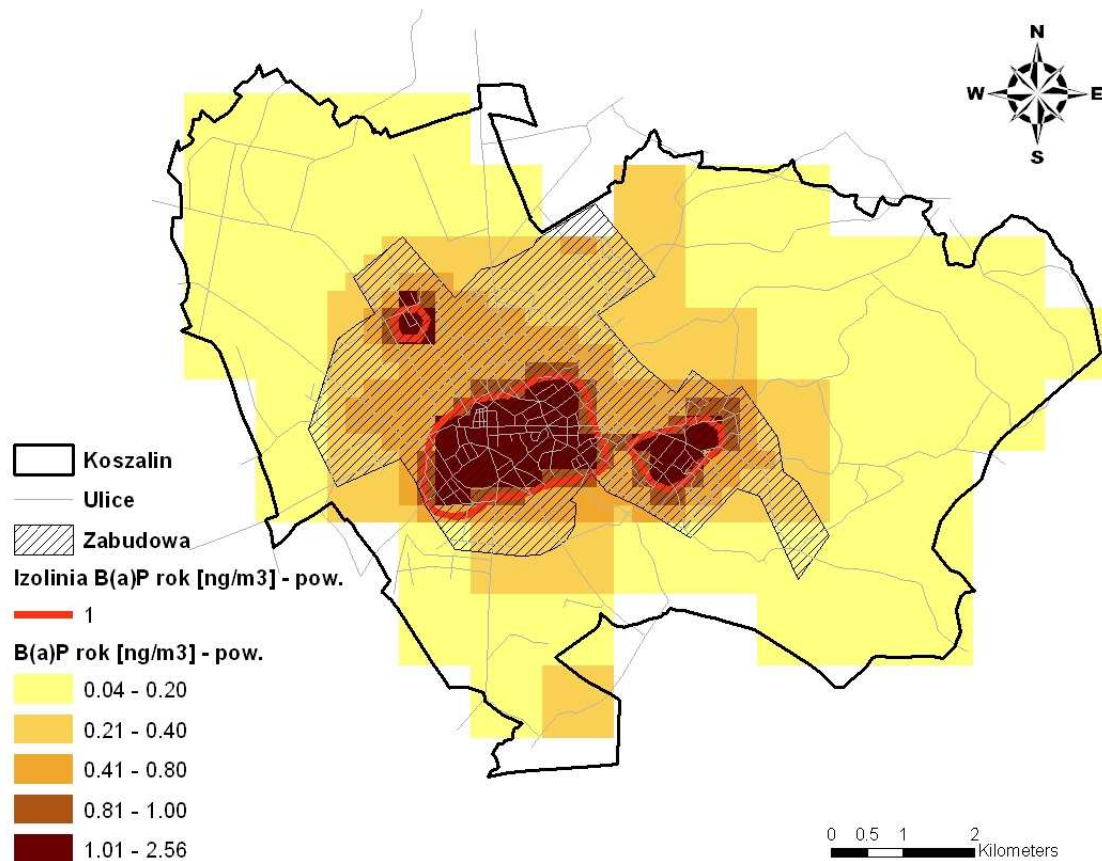 N
W E
S
Koszalin
Ulice
Zabudowa
Izolinia B(a)P rok [ng/m3] - pow.
1
B(a)P rok [ng/m3] - pow.
0.04 - 0.20
0.21 - 0.40
0.41 - 0.80
0.81 - 1.00
1.01 - 2.56
0 0.5 1 2
Kilometers